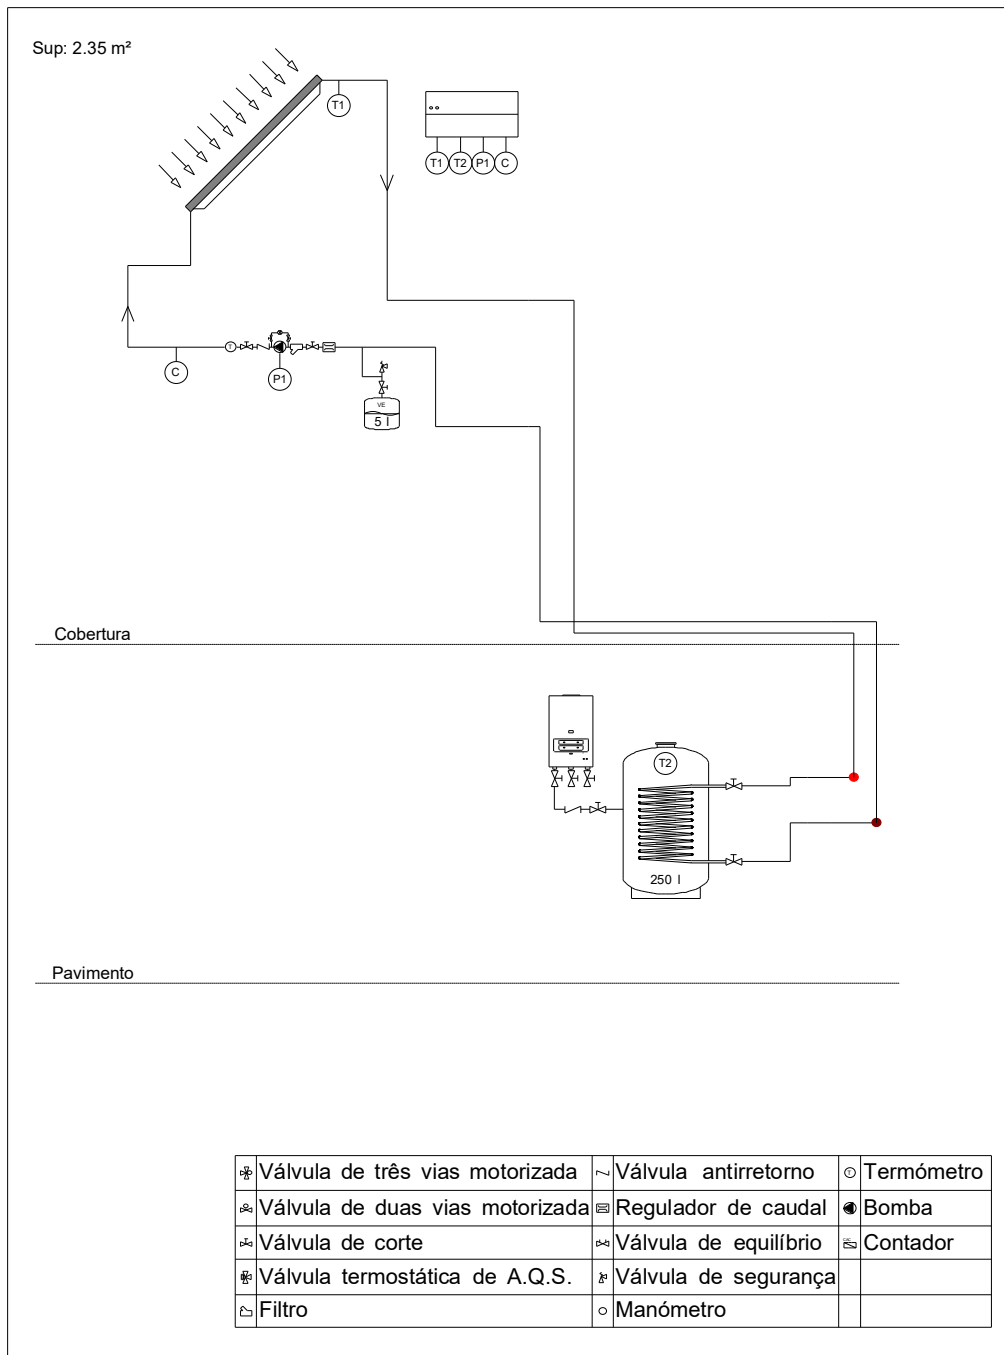 Sup: 2.35 m²
T1
T1 T2 P1 C
T
C
P1
VE
5 l
Cobertura
T2
250 l
Pavimento
Válvula de três vias motorizada
Válvula antirretorno
T
Termómetro
Válvula de duas vias motorizada
Regulador de caudal
Bomba
Válvula de corte
Válvula de equilíbrio
Contador
Válvula termostática de A.Q.S.
Válvula de segurança
Filtro
Manómetro